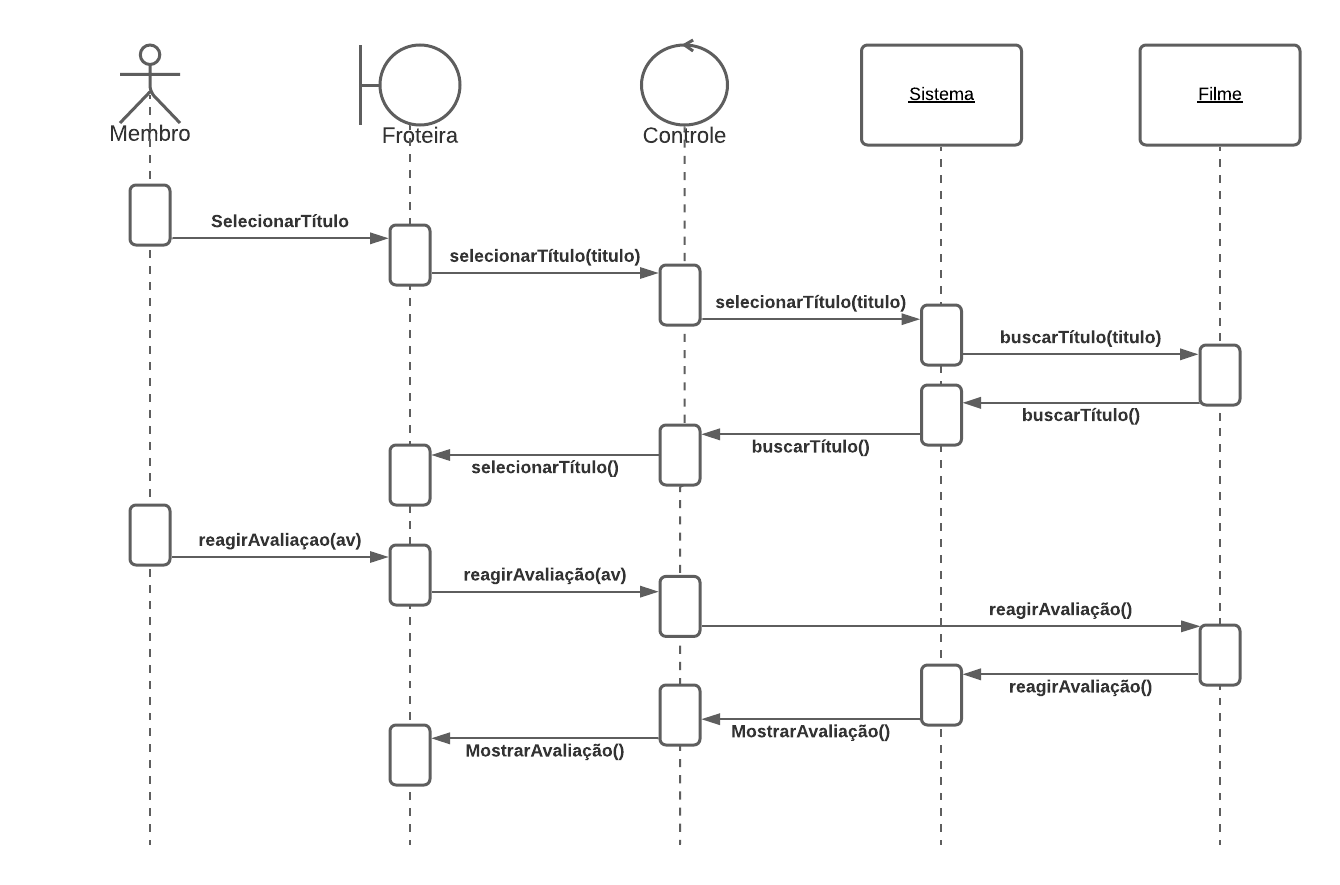 Membro
Froteira
Controle
Sistema
Filme
SelecionarTítulo
selecionarTítulo(titulo)
selecionarTítulo(titulo)
buscarTítulo(titulo)
buscarTítulo()
buscarTítulo()
selecionarTítulo()
reagirAvaliaçao(av)
reagirAvaliação(av)
reagirAvaliação()
reagirAvaliação()
MostrarAvaliação()
MostrarAvaliação()